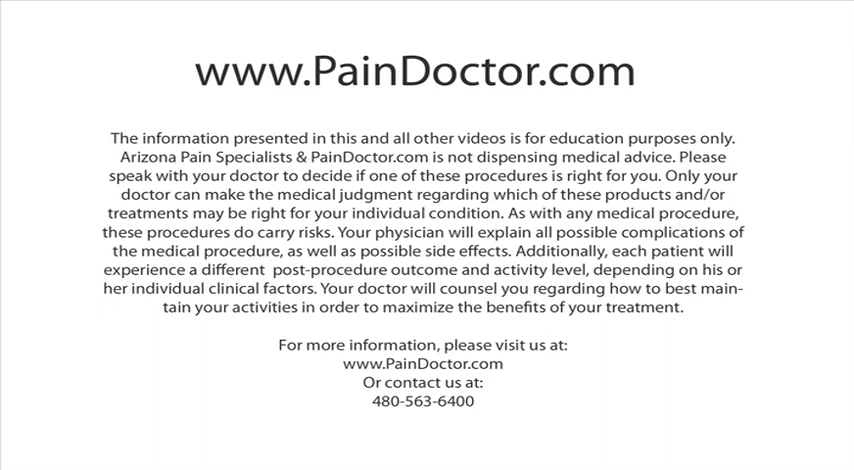 www.PainDoctor.com
The information presented in this and all other videos is for education purposes only.
Arizona Pain Specialists & PainDoctor.com is not dispensing medical advice. Please
speak with your doctor to decide if one of these procedures is right for you. Only your
doctor can make the medical judgment regarding which of these products and/or
treatments may be right for your individual condition. As with any medical procedure,
these procedures do carry risks. Your physician will explain all possible complications of
the medical procedure, as well as possible side effects. Additionally, each patient will
experience a different  post-procedure outcome and activity level, depending on his or
her individual clinical factors. Your doctor will counsel you regarding how to best main-
tain your activities in order to maximize the benefits of your treatment.
For more information, please visit us at:
www.PainDoctor.com
Or contact us at:
480-563-6400